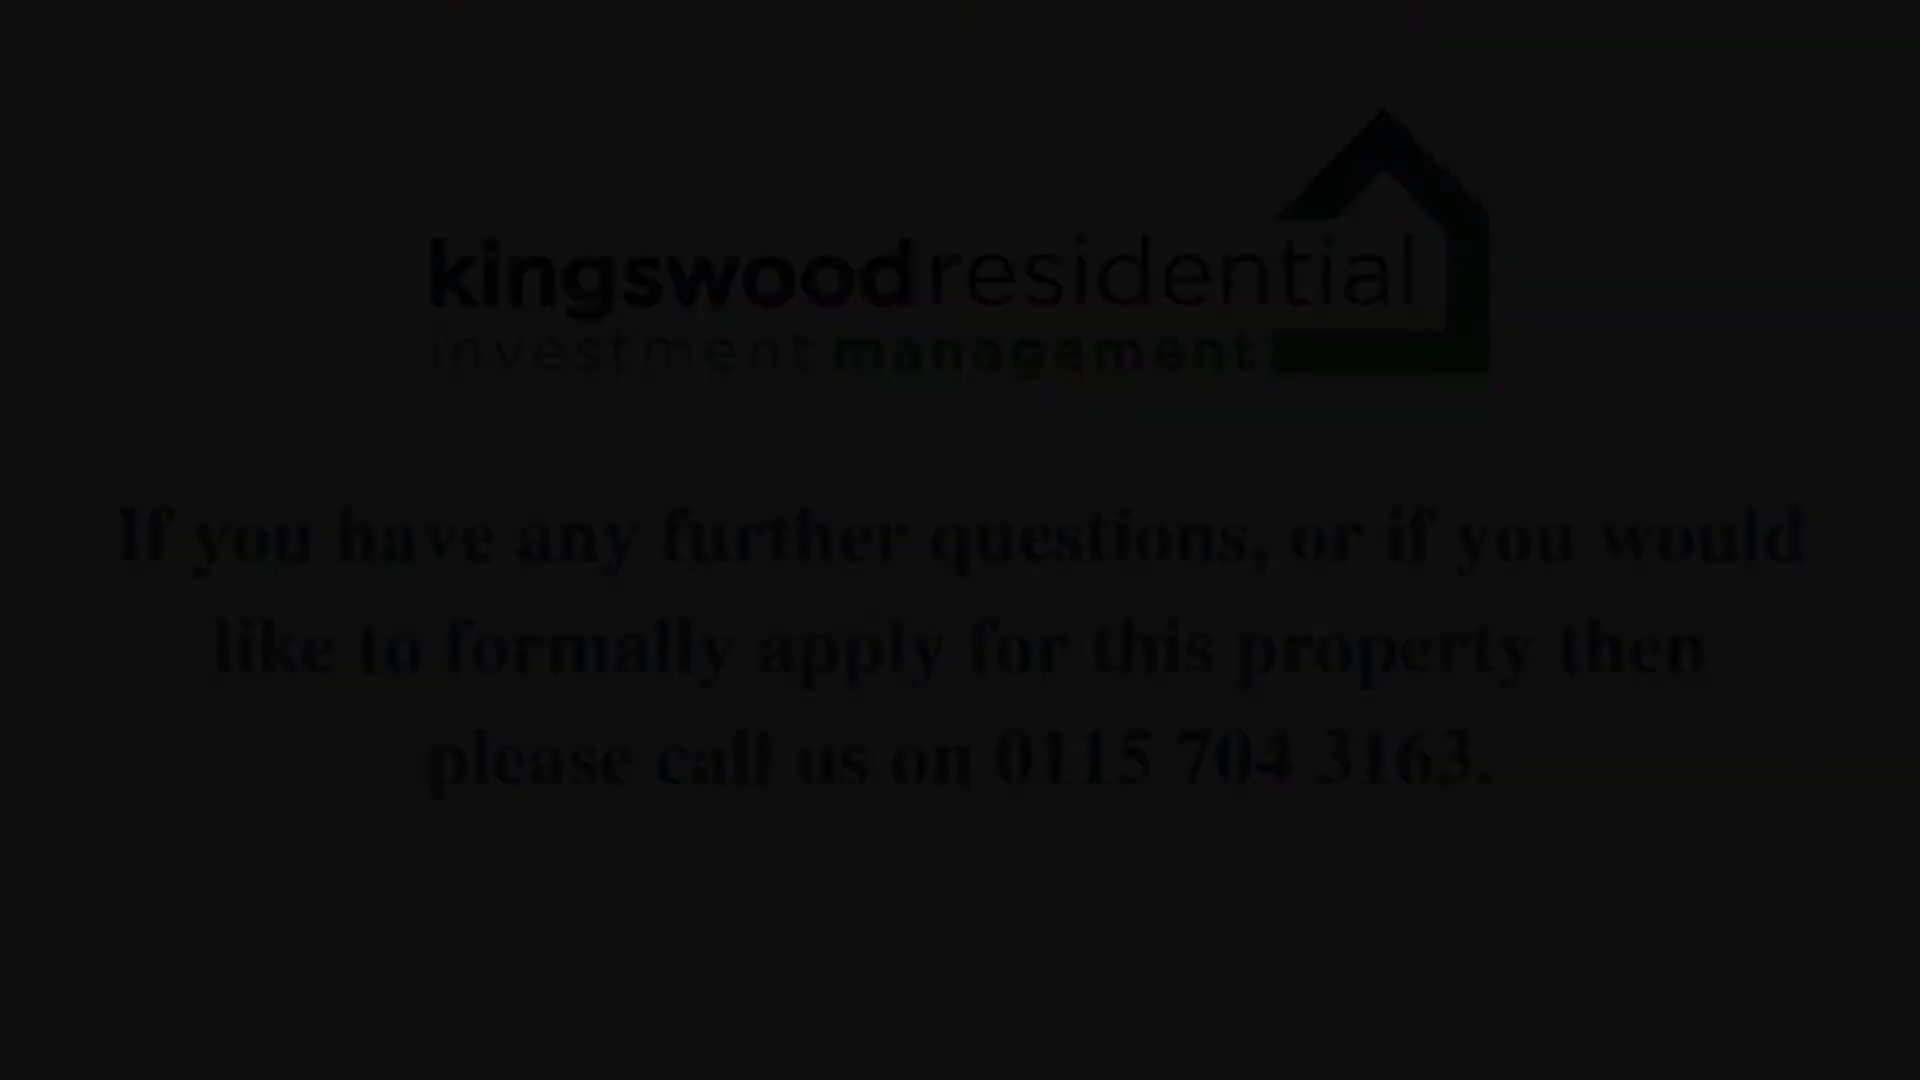 kingswoodresidential
investment management
If you have any further questions, or if you would
like to formally apply for this property then
please call us on 0115 704 3163.